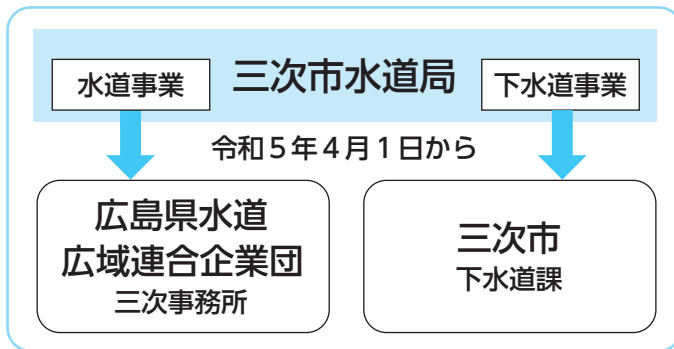 水道事業
三次市水道局
下水道事業
令和5年4月1日から
広島県水道
広域連合企業団
三次事務所
三次市
下水道課